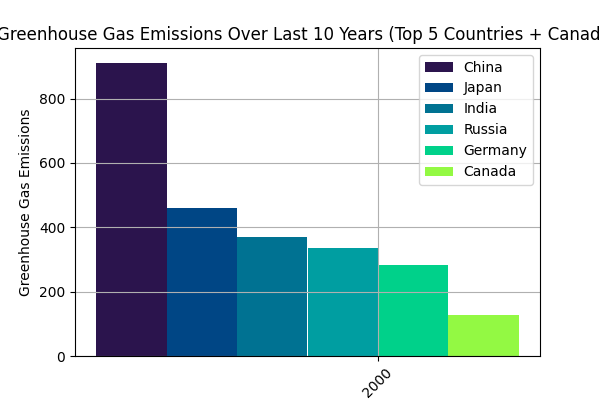 Greenhouse Gas Emissions Over Last 10 Years (Top 5 Countries + Canad
China
Japan
India
Russia
Germany
Canada
Greenhouse Gas Emissions
800
600
400
200
0
2000